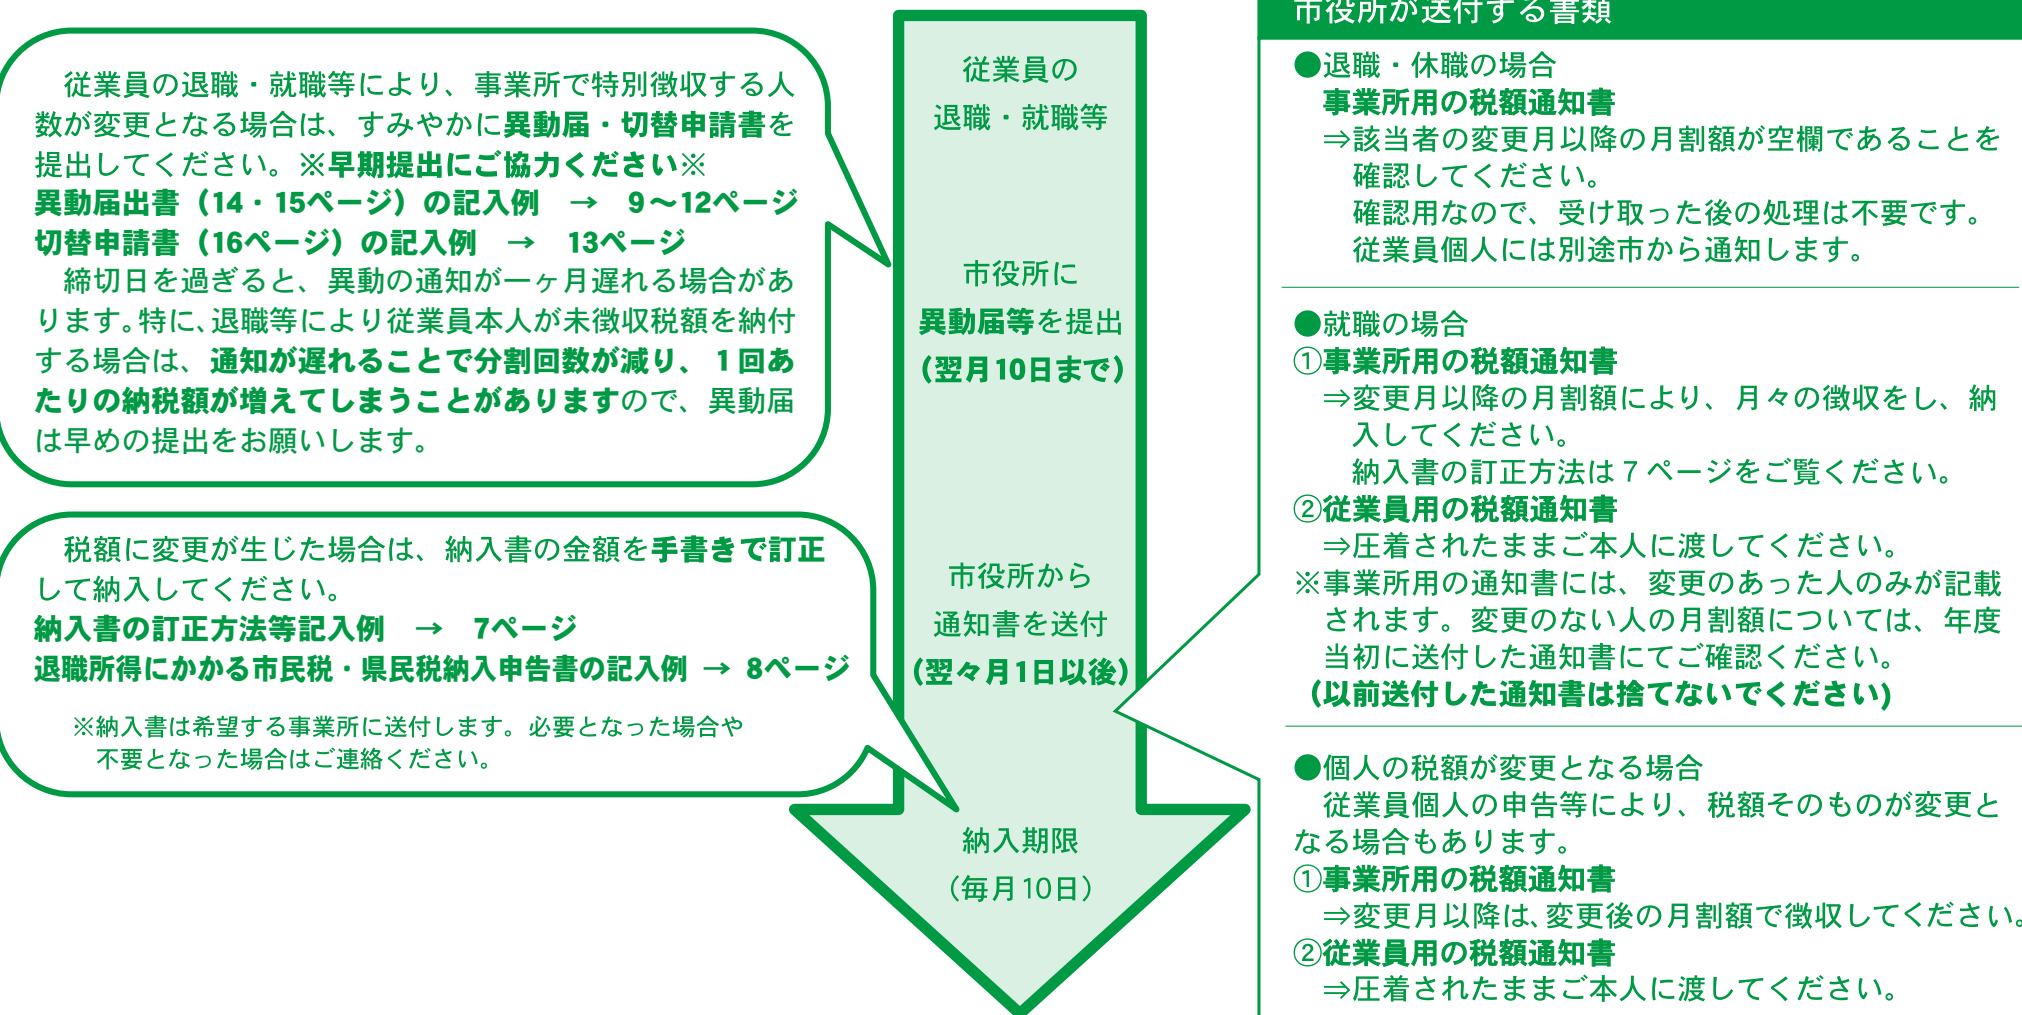 従業員の退職・就職等により、事業所で特別徴収する人
数が変更となる場合は、すみやかに異動届・切替申請書を
提出してください。※早期提出にご協力ください※
異動届出書（14・15ページ）の記入例　→　9～12ページ
切替申請書（16ページ）の記入例　→　13ページ
締切日を過ぎると、異動の通知が一ヶ月遅れる場合があ
ります。特に、退職等により従業員本人が未徴収税額を納付
する場合は、通知が遅れることで分割回数が減り、１回あ
たりの納税額が増えてしまうことがありますので、異動届
は早めの提出をお願いします。
税額に変更が生じた場合は、納入書の金額を手書きで訂正
して納入してください。
納入書の訂正方法等記入例　→　7ページ
退職所得にかかる市民税・県民税納入申告書の記入例 → 8ページ
※納入書は希望する事業所に送付します。必要となった場合や
不要となった場合はご連絡ください。
従業員の
退職・就職等
市役所に
異動届等を提出
（翌月10日まで）
市役所から
通知書を送付
（翌々月1日以後）
納入期限
（毎月10日）
市役所が送付する書類
●退職・休職の場合
事業所用の税額通知書
⇒該当者の変更月以降の月割額が空欄であることを
確認してください。
確認用なので、受け取った後の処理は不要です。
従業員個人には別途市から通知します。
●就職の場合
①事業所用の税額通知書
⇒変更月以降の月割額により、月々の徴収をし、納
入してください。
納入書の訂正方法は７ページをご覧ください。
②従業員用の税額通知書
⇒圧着されたままご本人に渡してください。
※事業所用の通知書には、変更のあった人のみが記載
されます。変更のない人の月割額については、年度
当初に送付した通知書にてご確認ください。
（以前送付した通知書は捨てないでください)
●個人の税額が変更となる場合
従業員個人の申告等により、税額そのものが変更と
なる場合もあります。
①事業所用の税額通知書
⇒変更月以降は、変更後の月割額で徴収してください。
②従業員用の税額通知書
⇒圧着されたままご本人に渡してください。